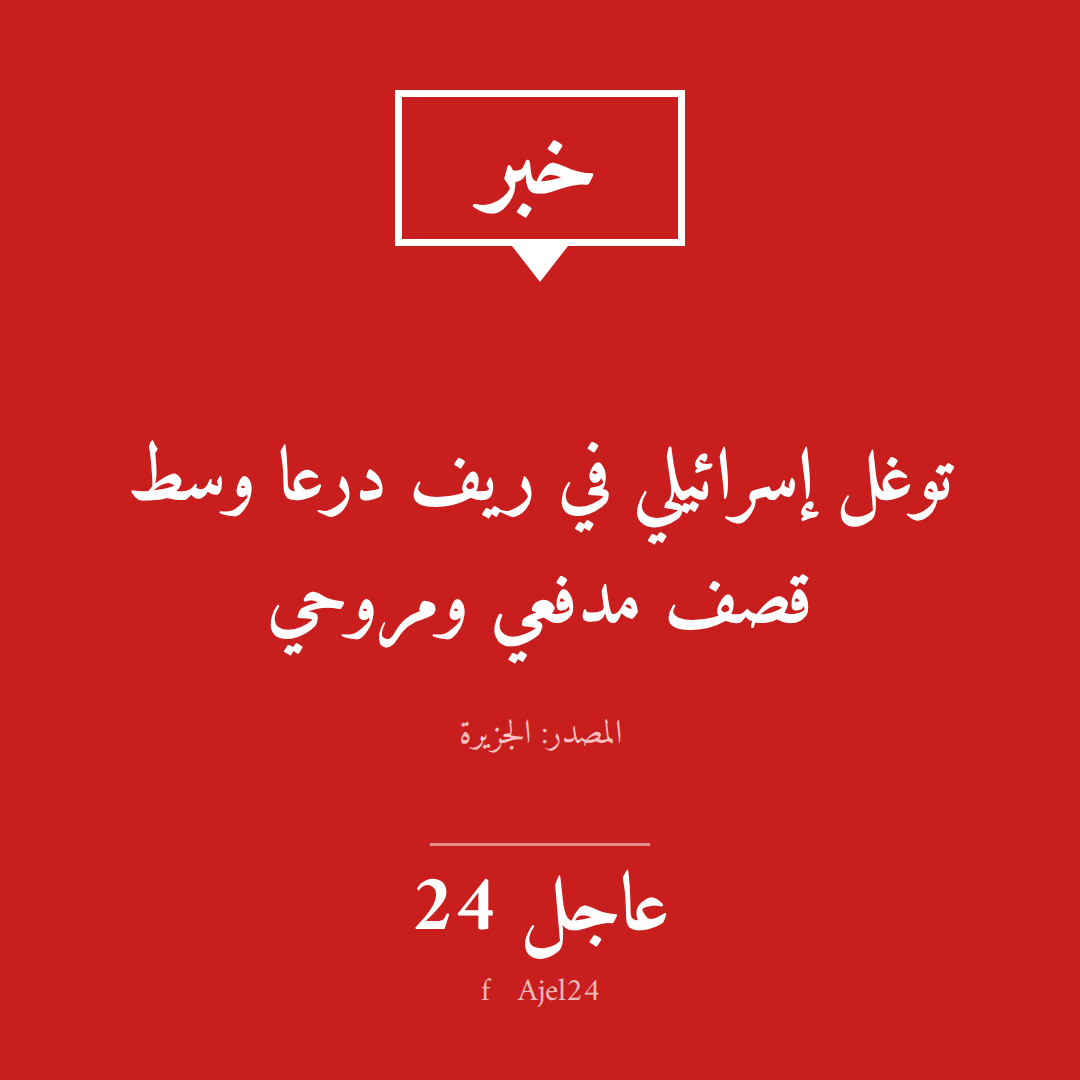 خبر
توغل إسرائيلي في ريف درعا وسط
قصف مدفعي ومروحي
المصدر: الجزيرة
عاجل 24
f Ajel24